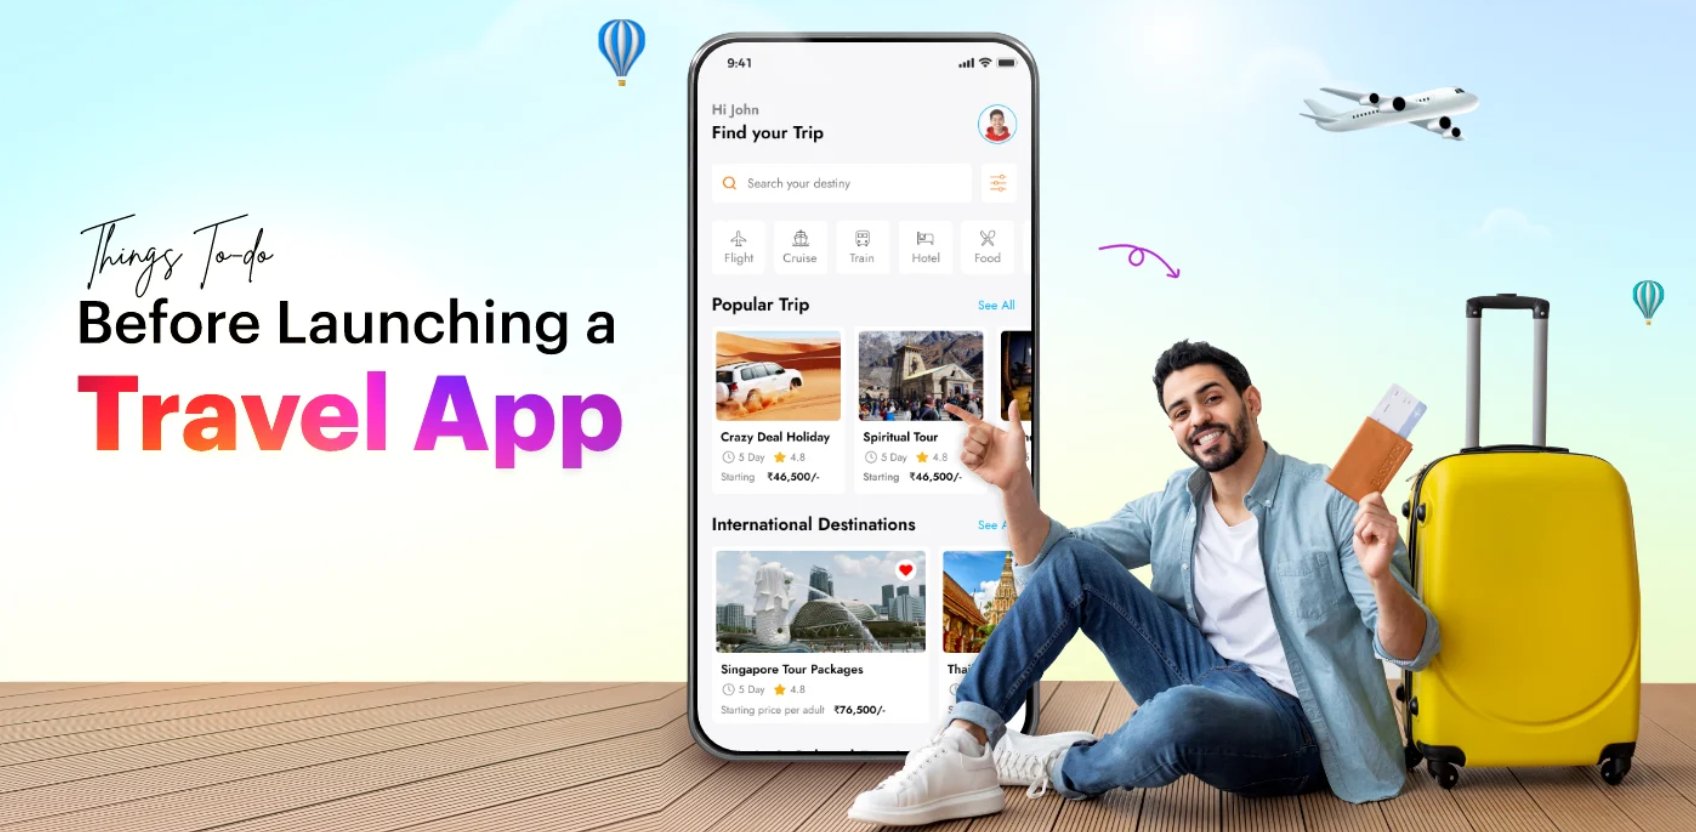 Things To-do
Before Launching a
Travel App
9:41
Hi John
Find your Trip
Search your destiny
Flight
Cruise
Train
Hotel
Food
Popular Trip
See All
Crazy Deal Holiday
5 Day
4.8
Starting
₹46,500/-
Spiritual Tour
5 Day
4.8
Starting
₹46,500/-
International Destinations
See
Singapore Tour Packages
5 Day
4.8
Starting price per adult
₹76,500/-